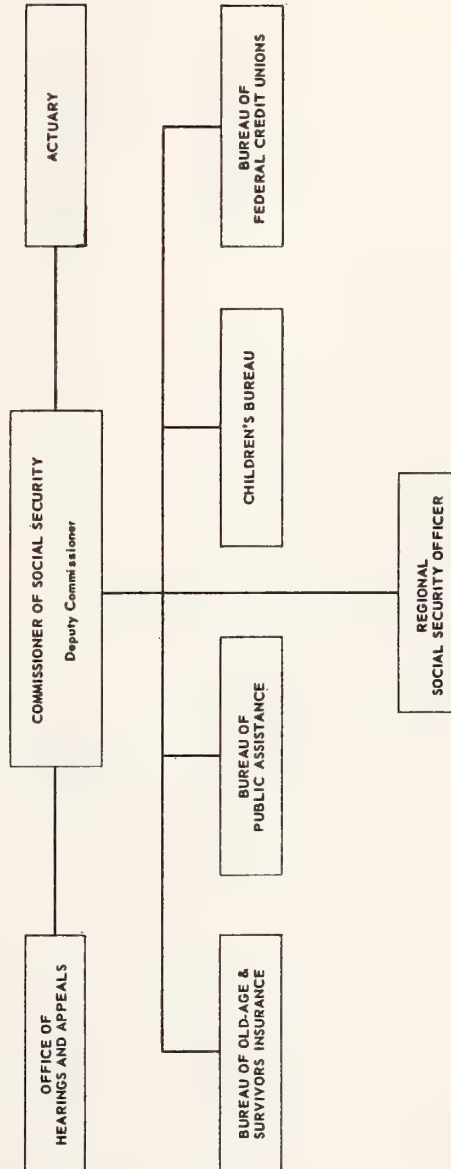 OFFICE OF
HEARINGS AND APPEALS
COMMISSIONER OF SOCIAL SECURITY
Deputy Commissioner
ACTUARY
BUREAU OF OLD-AGE &
SURVIVORS INSURANCE
BUREAU OF
PUBLIC ASSISTANCE
CHILDREN'S BUREAU
BUREAU OF
FEDERAL CREDIT UNIONS
REGIONAL
SOCIAL SECURITY OFFICER